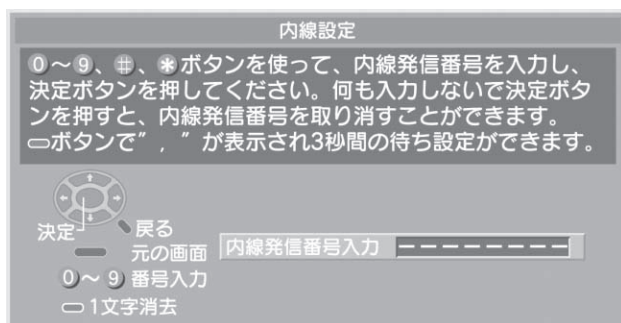 内線設定
0～9、#、*ボタンを使って、内線発信番号を入力し、
決定ボタンを押してください。何も入力しないで決定ボタ
ンを押すと、内線発信番号を取り消すことができます。
ボタンで"，"が表示され3秒間の待ち設定ができます。
決定
戻る
元の画面
内線発信番号入力 ────────
0～9 番号入力
1文字消去